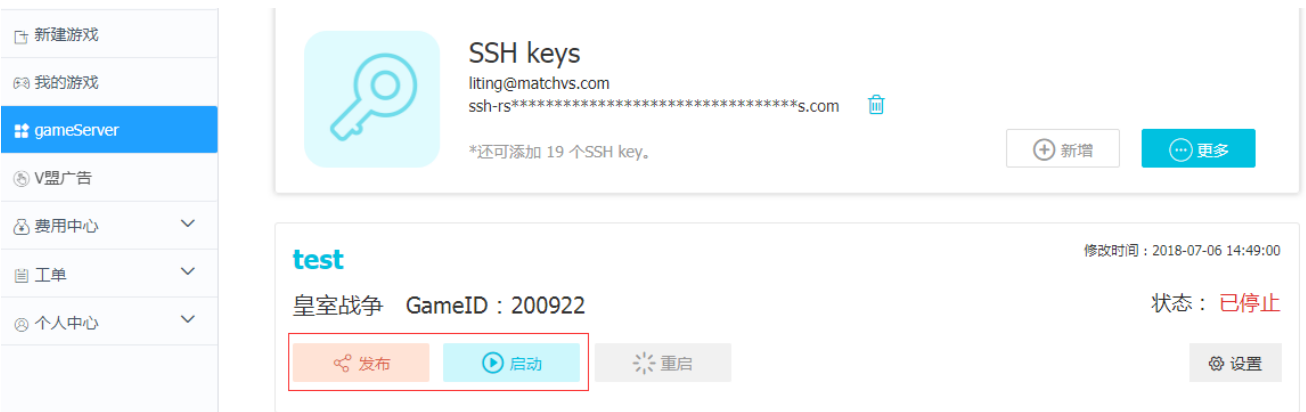 新建游戏
我的游戏
gameServer
V盟广告
费用中心
工单
个人中心
SSH keys
liting@matchvs.com
ssh-rs*********************************s.com
*还可添加 19 个SSH key。
新增
更多
test
修改时间：2018-07-06 14:49:00
皇室战争 GameID：200922
状态： 已停止
发布
启动
重启
设置